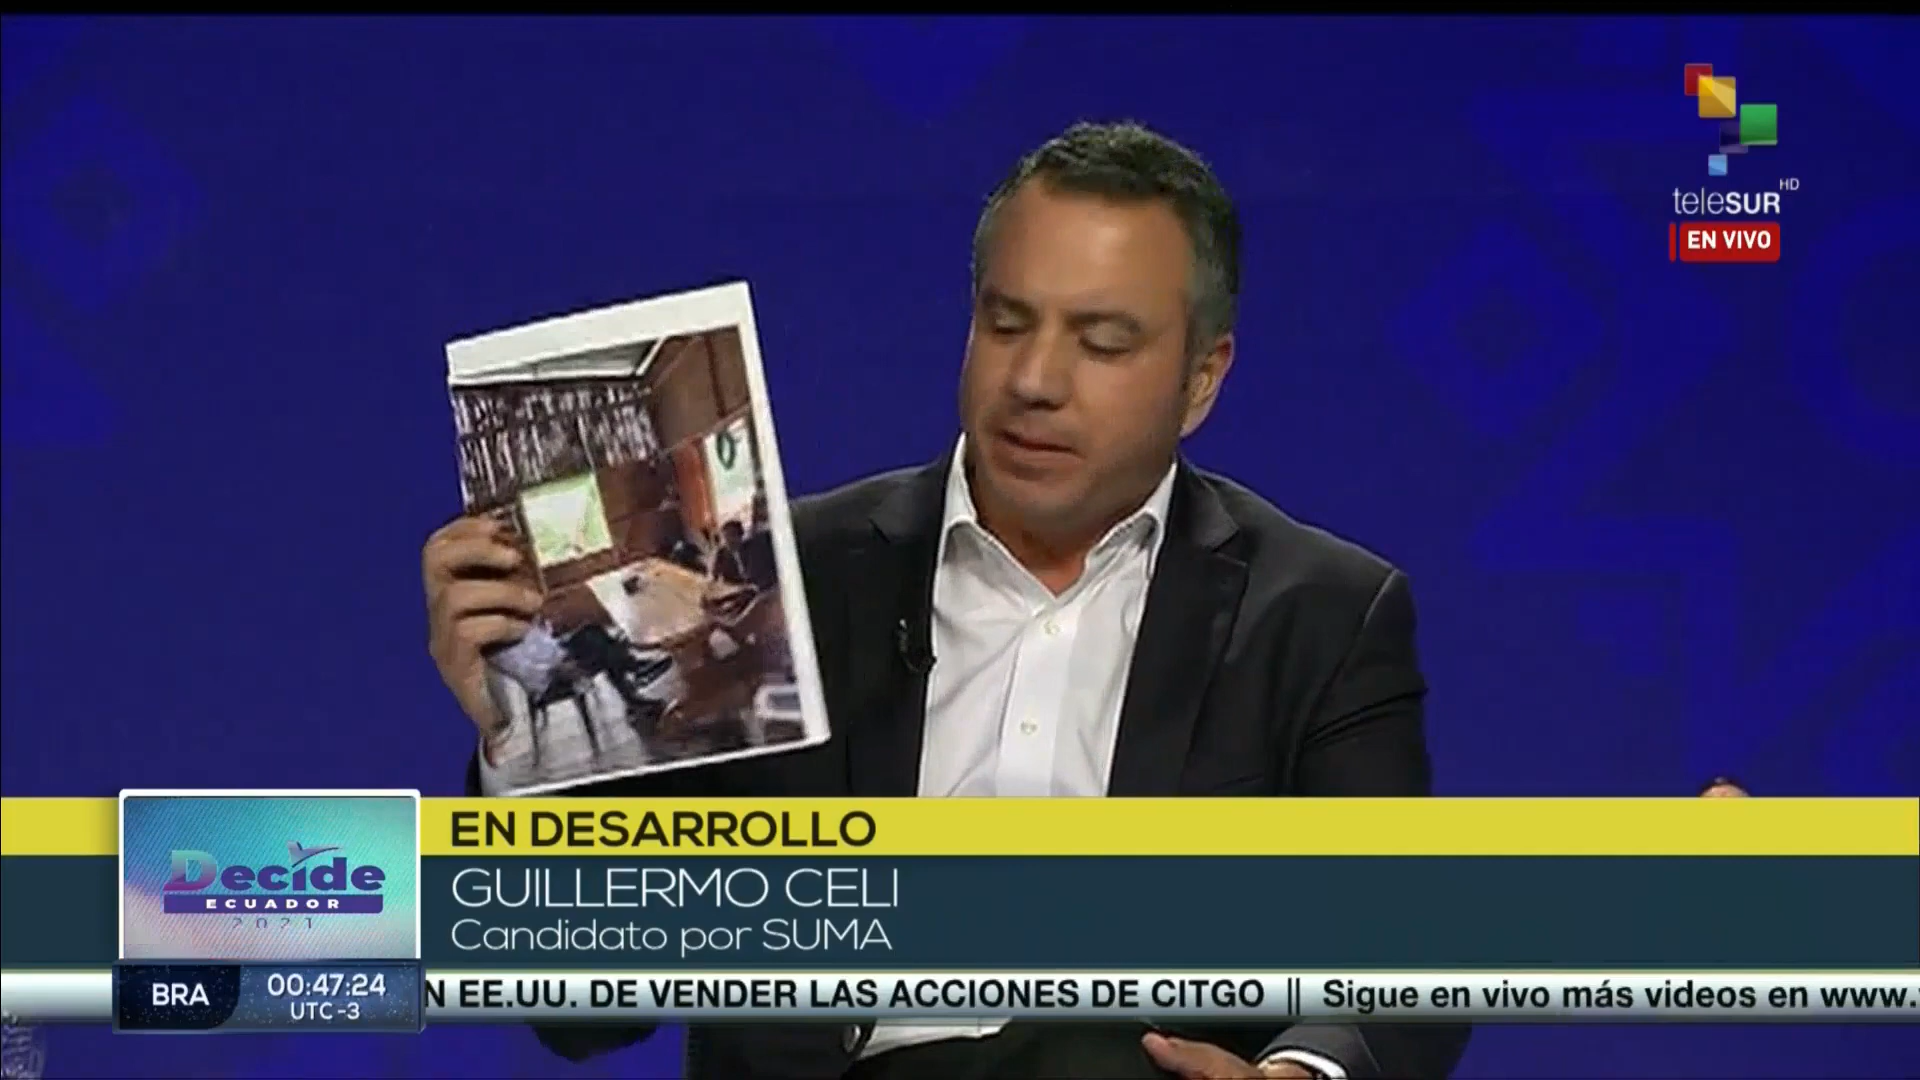 teleSUR HD
EN VIVO
EN DESARROLLO
GUILLERMO CELI
Candidato por SUMA
Decide
ECUADOR
2021
BRA
00:47:24
UTC-3
N EE.UU. DE VENDER LAS ACCIONES DE CITGO || Sigue en vivo más videos en www.